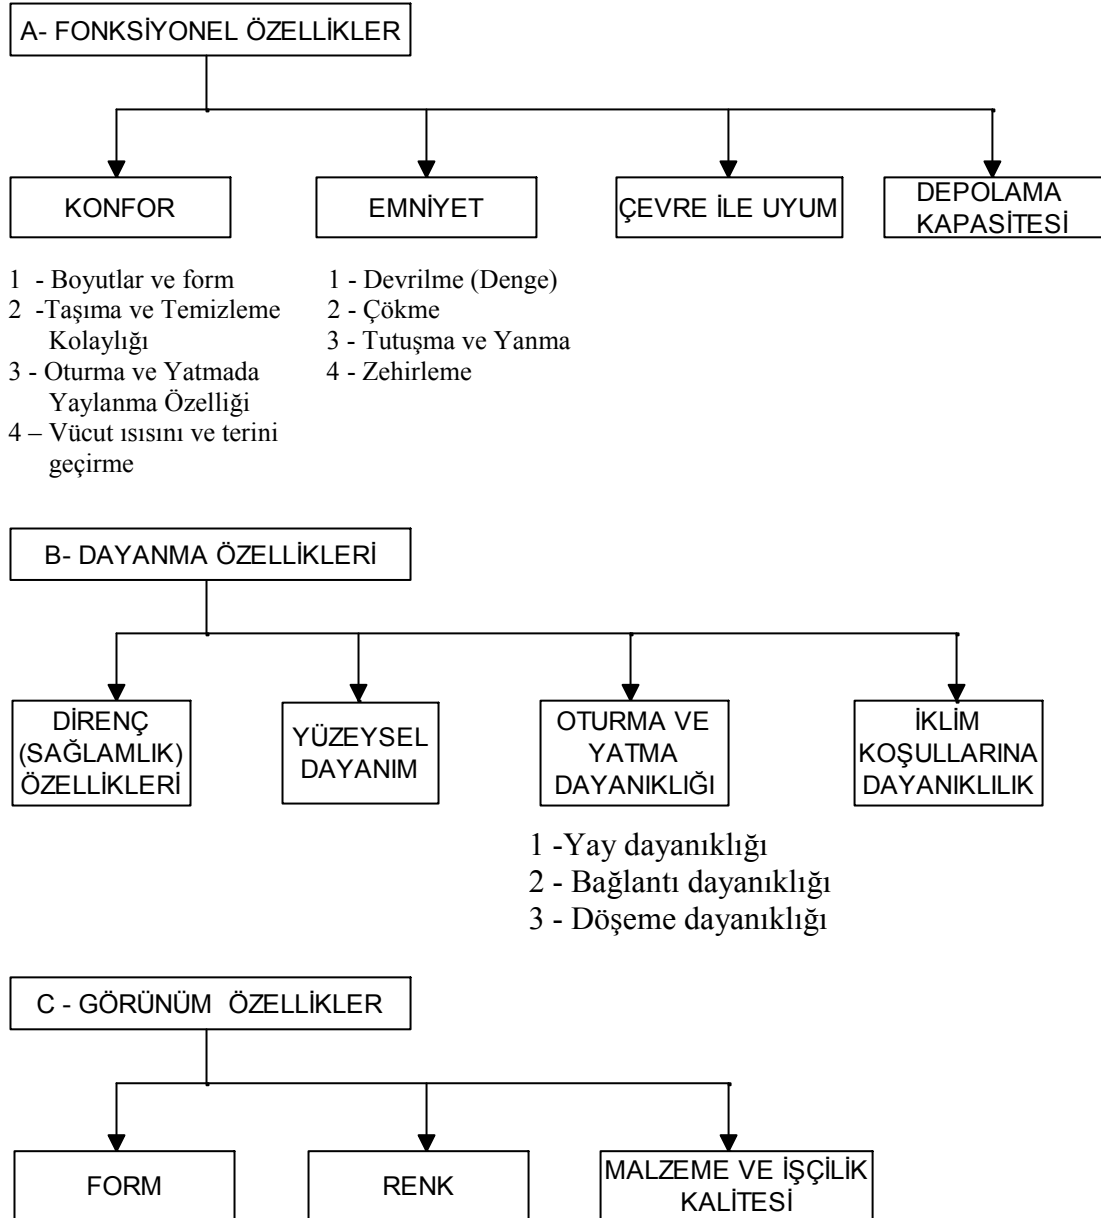 A- FONKSİYONEL ÖZELLİKLER
KONFOR
EMNİYET
ÇEVRE İLE UYUM
DEPOLAMA
KAPASİTESİ
1 - Boyutlar ve form
2 -Taşıma ve Temizleme
Kolaylığı
3 - Oturma ve Yatmada
Yaylanma Özelliği
4 – Vücut ısısını ve terini
geçirme
1 - Devrilme (Denge)
2 - Çökme
3 - Tutuşma ve Yanma
4 - Zehirleme
B- DAYANMA ÖZELLİKLERİ
DİRENÇ
(SAĞLAMLIK)
ÖZELLİKLERİ
YÜZEYSEL
DAYANIM
OTURMA VE
YATMA
DAYANIKLIĞI
İKLİM
KOŞULLARINA
DAYANIKLILIK
1 -Yay dayanıklığı
2 - Bağlantı dayanıklığı
3 - Döşeme dayanıklığı
C - GÖRÜNÜM ÖZELLİKLER
FORM
RENK
MALZEME VE İŞÇİLİK
KALİTESİ